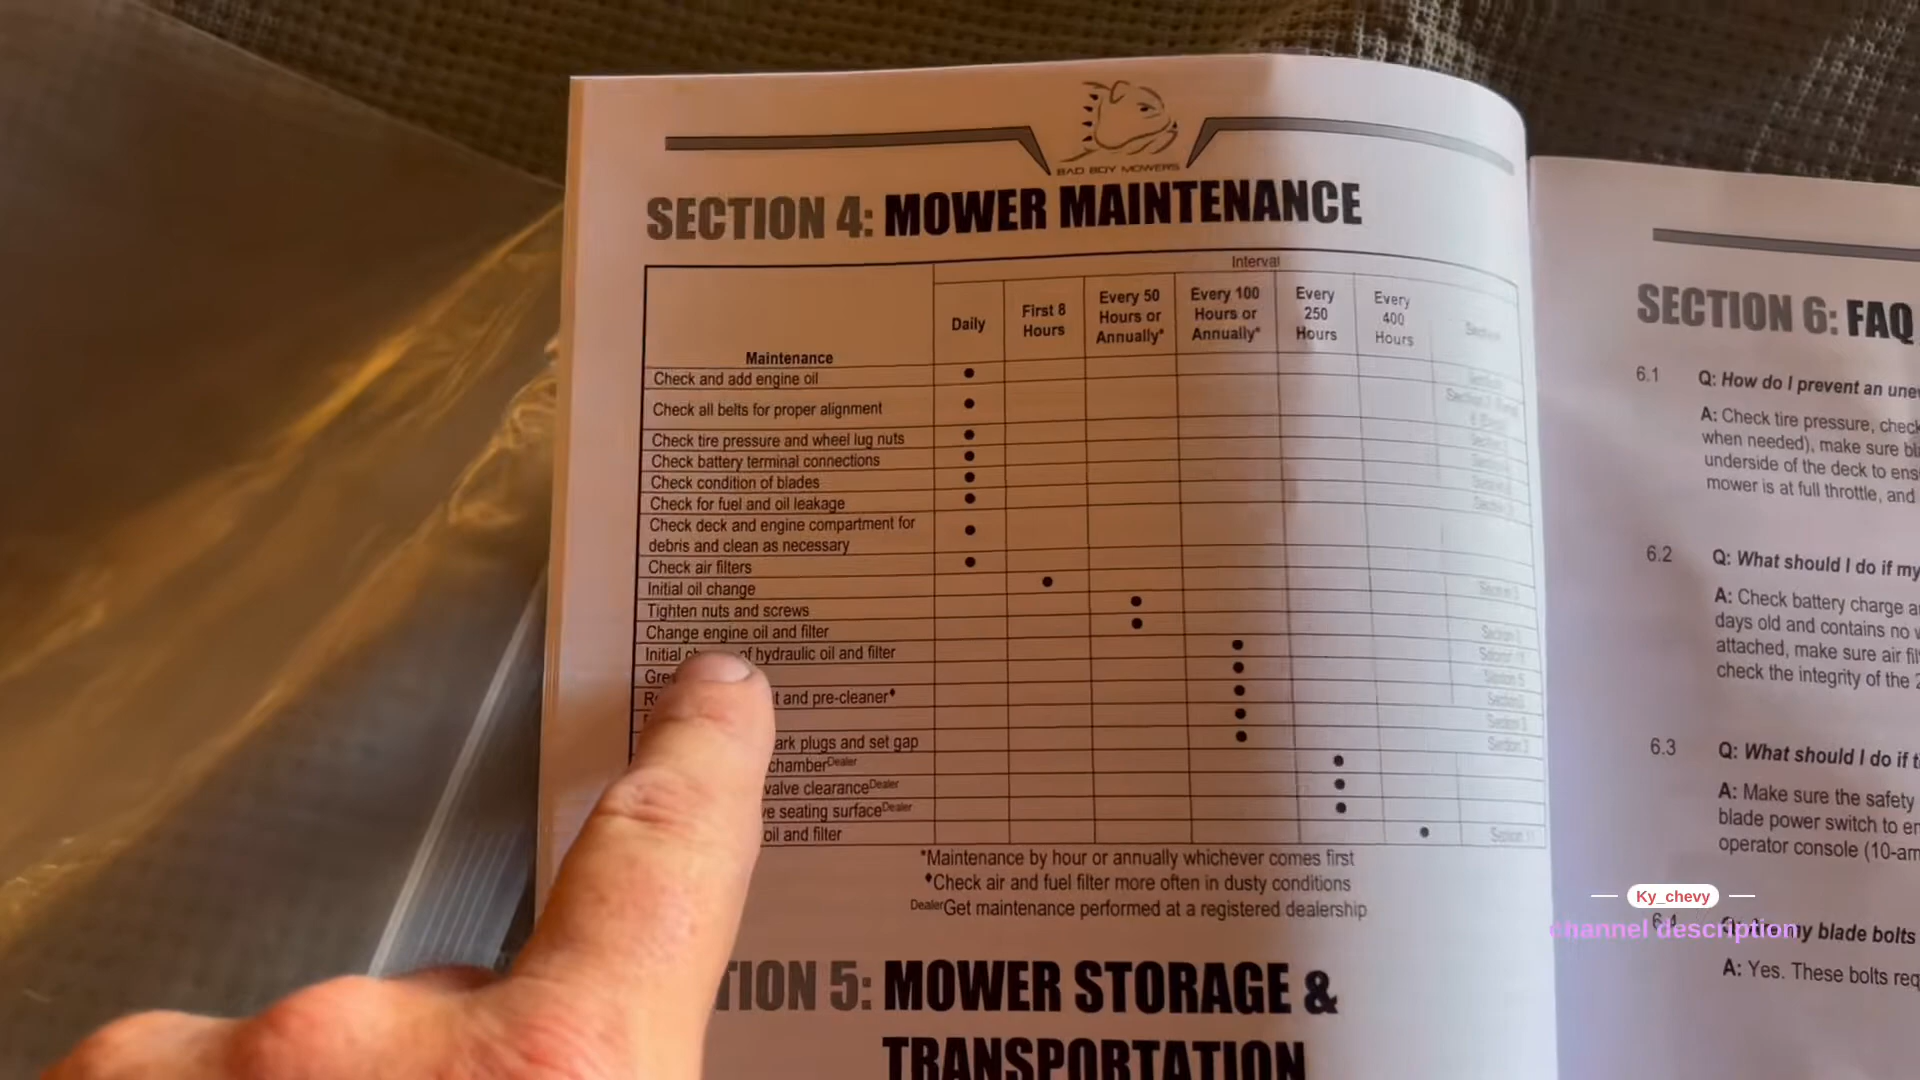 BAD BOY MOWERS
SECTION 4: MOWER MAINTENANCE
Interval
Maintenance
Daily
First 8
Hours
Every 50
Hours or
Annually*
Every 100
Hours or
Annually*
Every
250
Hours
Every
400
Hours
Section
Check and add engine oil
Check all belts for proper alignment
Check tire pressure and wheel lug nuts
Check battery terminal connections
Check condition of blades
Check for fuel and oil leakage
Check deck and engine compartment for
debris and clean as necessary
Check air filters
Initial oil change
Tighten nuts and screws
Change engine oil and filter
Initial of hydraulic oil and filter
and pre-cleaner♦
plugs and set gap
chamberDealer
valve clearanceDealer
seating surfaceDealer
oil and filter
*Maintenance by hour or annually whichever comes first
♦Check air and fuel filter more often in dusty conditions
DealerGet maintenance performed at a registered dealership
5: MOWER STORAGE &
TRANSPORTATION
SECTION 6: FAQ
6.1 Q: How do I prevent an
A: Check tire pressure, check
when needed), make sure
underside of the deck to
mower is at full throttle, and
6.2 Q: What should I do if my
A: Check battery charge
days old and contains no
attached, make sure air
check the integrity of the 2
6.3 Q: What should I do if
A: Make sure the safety
blade power switch to
operator console
6.4 my blade bolts
A: Yes. These bolts
Ky_chevy
channel description